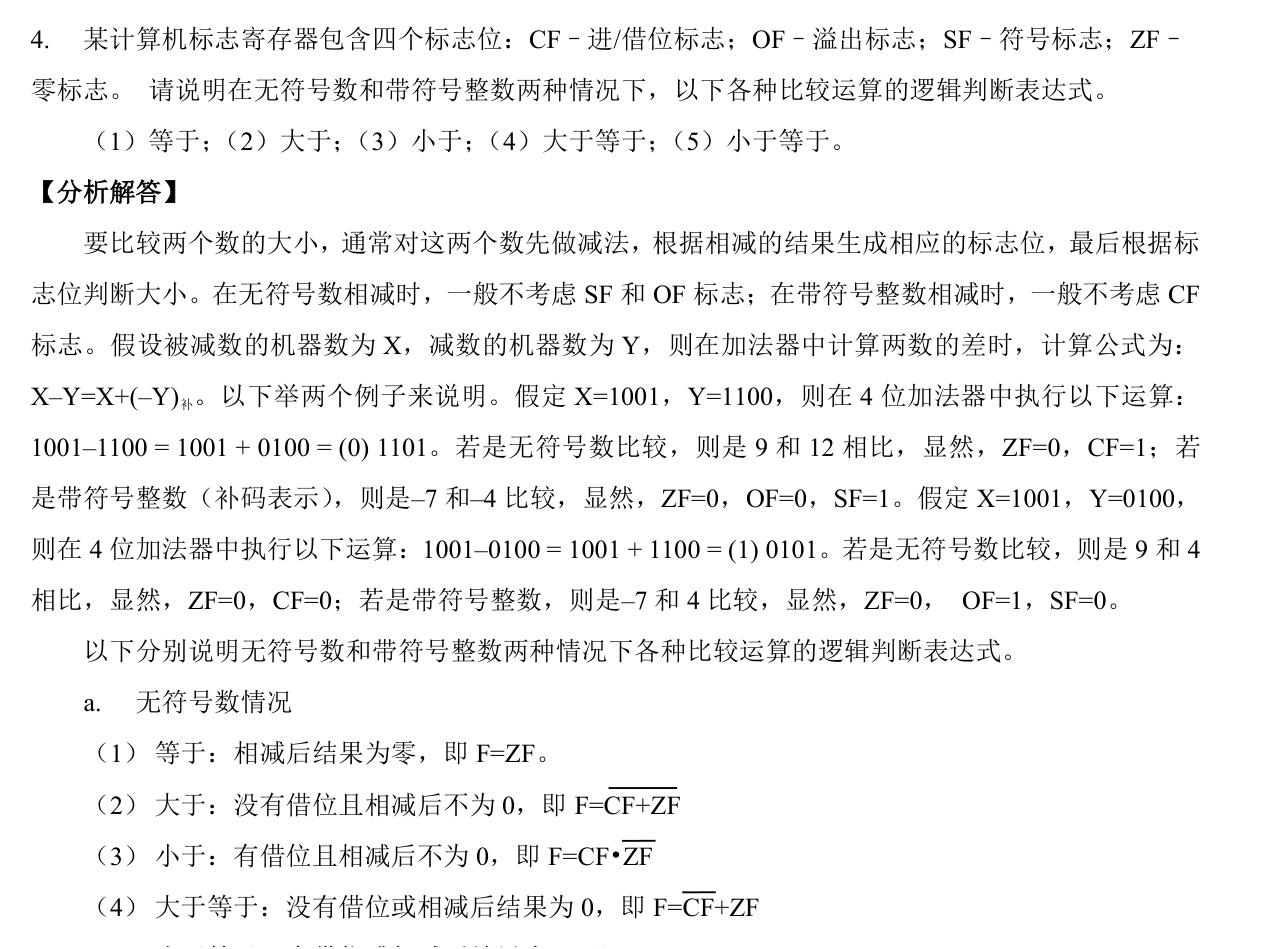 4. 某计算机标志寄存器包含四个标志位：CF－进/借位标志；OF－溢出标志；SF－符号标志；ZF－
零标志。 请说明在无符号数和带符号整数两种情况下，以下各种比较运算的逻辑判断表达式。
（1）等于；（2）大于；（3）小于；（4）大于等于；（5）小于等于。
【分析解答】
要比较两个数的大小，通常对这两个数先做减法，根据相减的结果生成相应的标志位，最后根据标
志位判断大小。在无符号数相减时，一般不考虑 SF 和 OF 标志；在带符号整数相减时，一般不考虑 CF
标志。假设被减数的机器数为 X，减数的机器数为 Y，则在加法器中计算两数的差时，计算公式为：
X–Y=X+(–Y)补。以下举两个例子来说明。假定 X=1001，Y=1100，则在 4 位加法器中执行以下运算：
1001–1100 = 1001 + 0100 = (0) 1101。若是无符号数比较，则是 9 和 12 相比，显然，ZF=0，CF=1；若
是带符号整数（补码表示），则是–7 和–4 比较，显然，ZF=0，OF=0，SF=1。假定 X=1001，Y=0100，
则在 4 位加法器中执行以下运算：1001–0100 = 1001 + 1100 = (1) 0101。若是无符号数比较，则是 9 和 4
相比，显然，ZF=0，CF=0；若是带符号整数，则是–7 和 4 比较，显然，ZF=0， OF=1，SF=0。
以下分别说明无符号数和带符号整数两种情况下各种比较运算的逻辑判断表达式。
a. 无符号数情况
（1） 等于：相减后结果为零，即 F=ZF。
（2） 大于：没有借位且相减后不为 0，即 F=C̅F̅+̅Z̅F̅
（3） 小于：有借位且相减后不为 0，即 F=CF•Z̅F̅
（4） 大于等于：没有借位或相减后结果为 0，即 F=C̅F̅+ZF